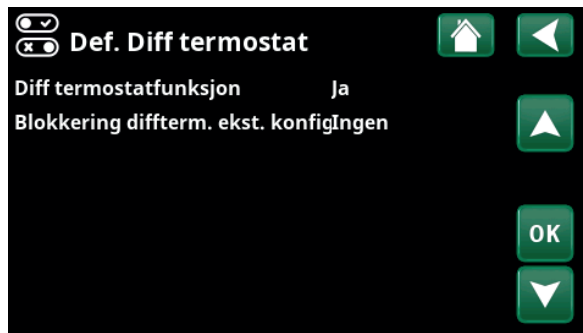 Def. Diff termostat
Diff termostatfunksjon Ja
Blokkering diffterm. ekst. konfigIngen
OK